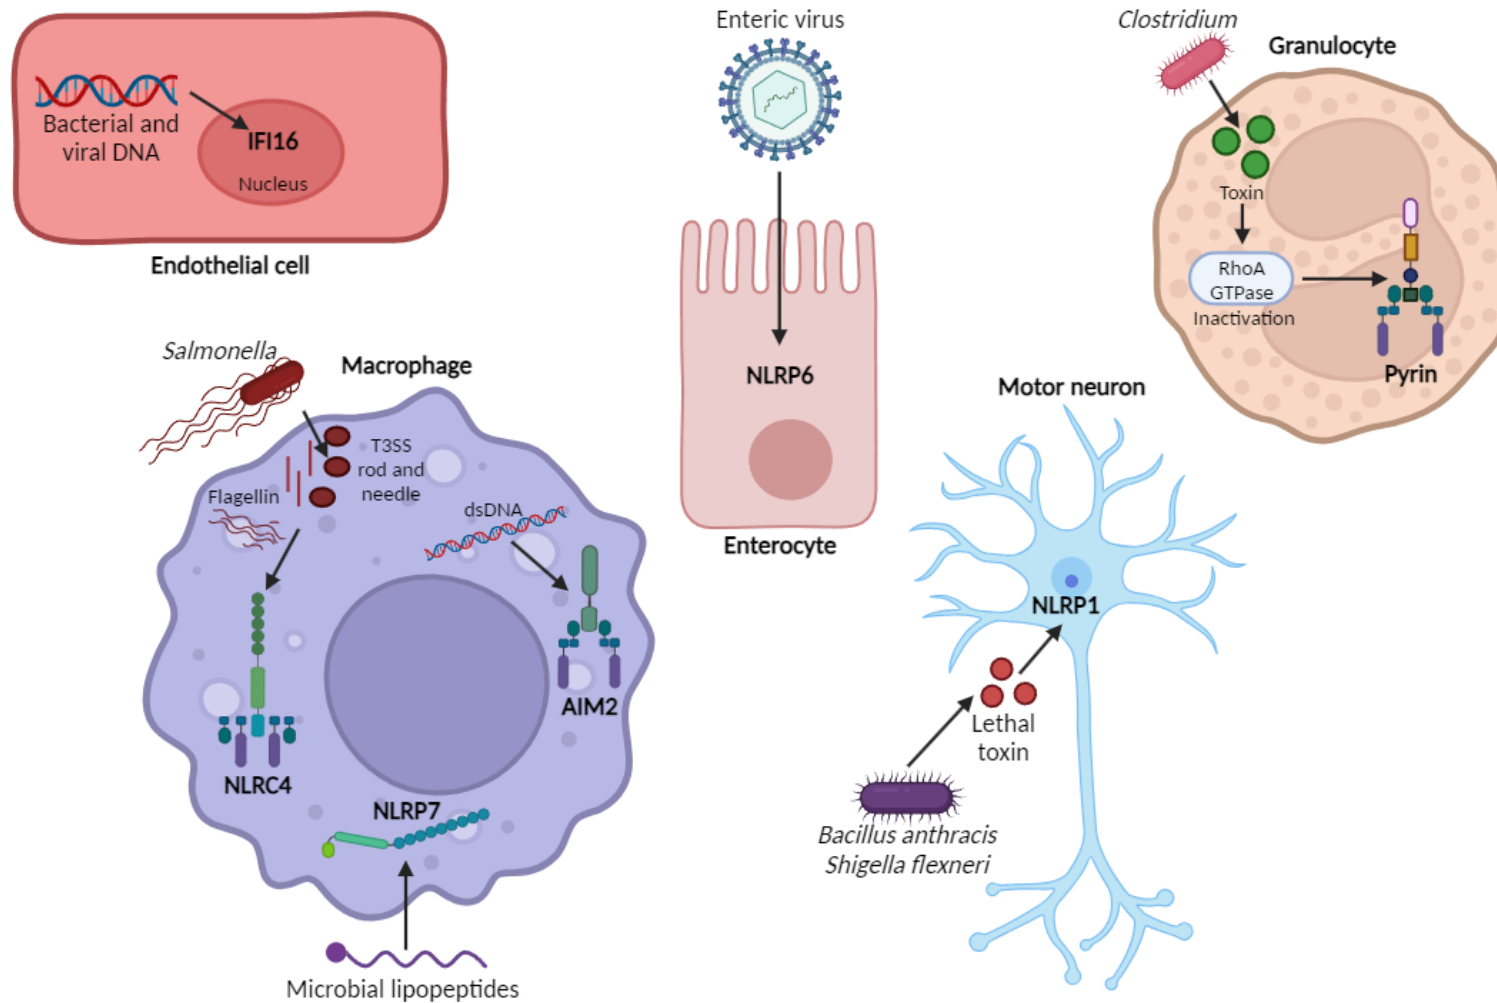 Bacterial and
viral DNA
IFI16
Nucleus
Endothelial cell
Enteric virus
NLRP6
Enterocyte
Clostridium
Granulocyte
Toxin
RhoA
GTPase
Inactivation
Pyrin
Salmonella
Macrophage
T3SS
rod and
needle
Flagellin
dsDNA
AIM2
NLRC4
NLRP7
Microbial lipopeptides
Motor neuron
NLRP1
Lethal
toxin
Bacillus anthracis
Shigella flexneri